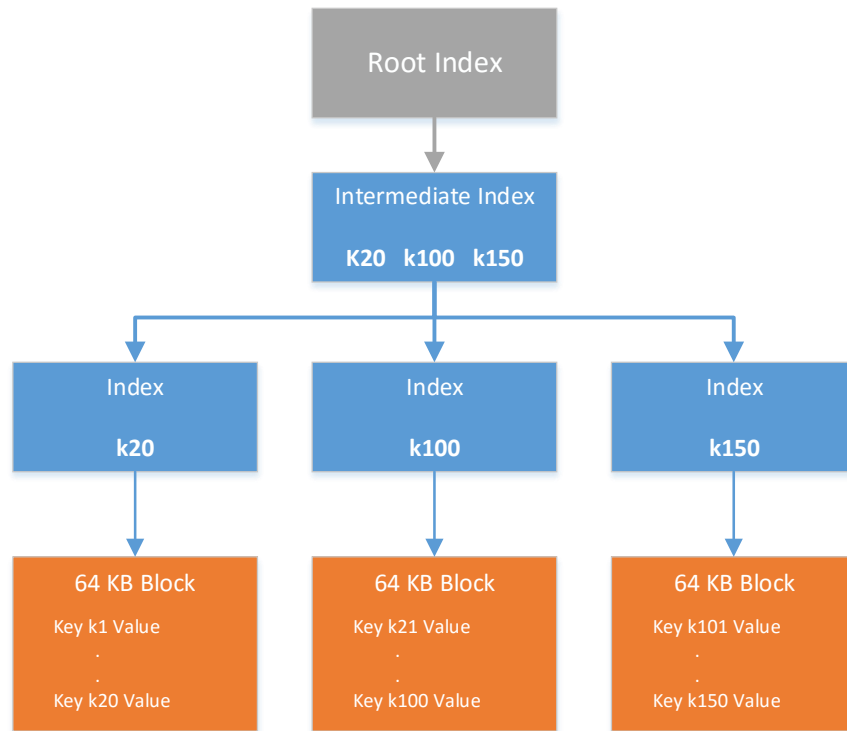 Root Index
Intermediate Index
K20 k100 k150
Index
k20
Index
k100
Index
k150
64 KB Block
Key k1 Value
.
.
Key k20 Value
64 KB Block
Key k21 Value
.
.
Key k100 Value
64 KB Block
Key k101 Value
.
.
Key k150 Value